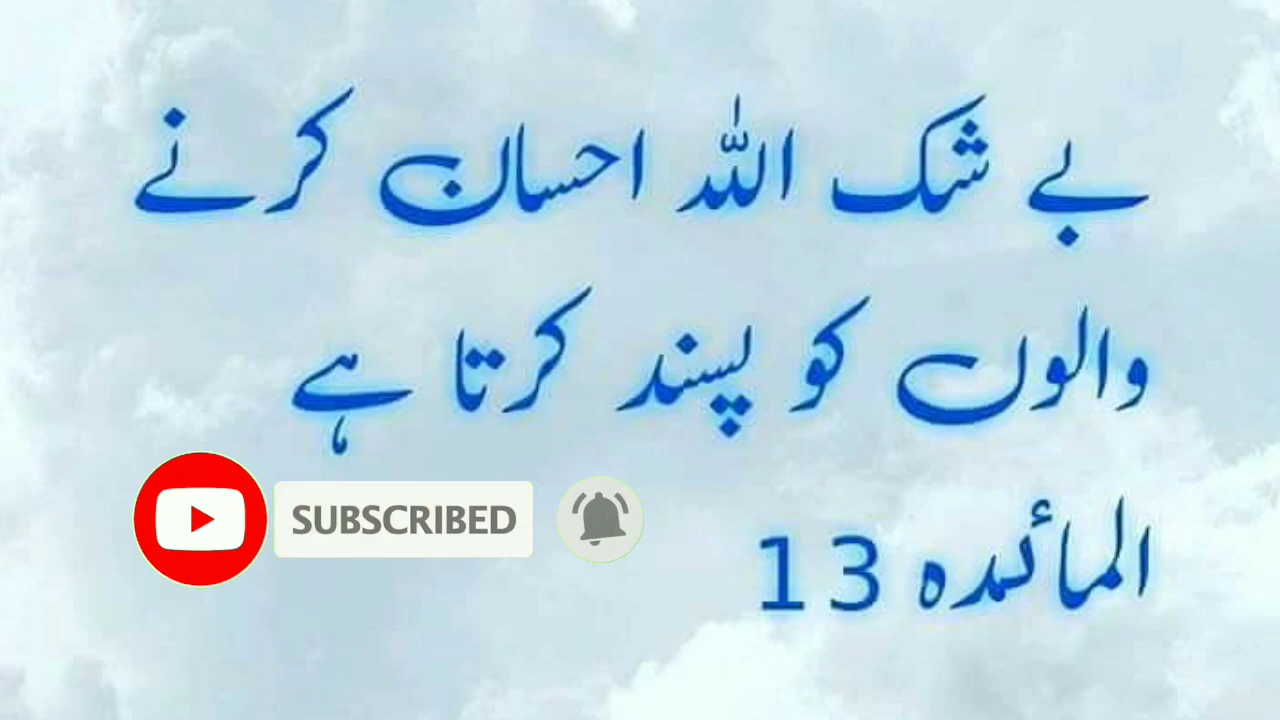 بے شک اللہ احسان کرنے
والوں کو پسند کرتا ہے
المائدہ 13
SUBSCRIBED